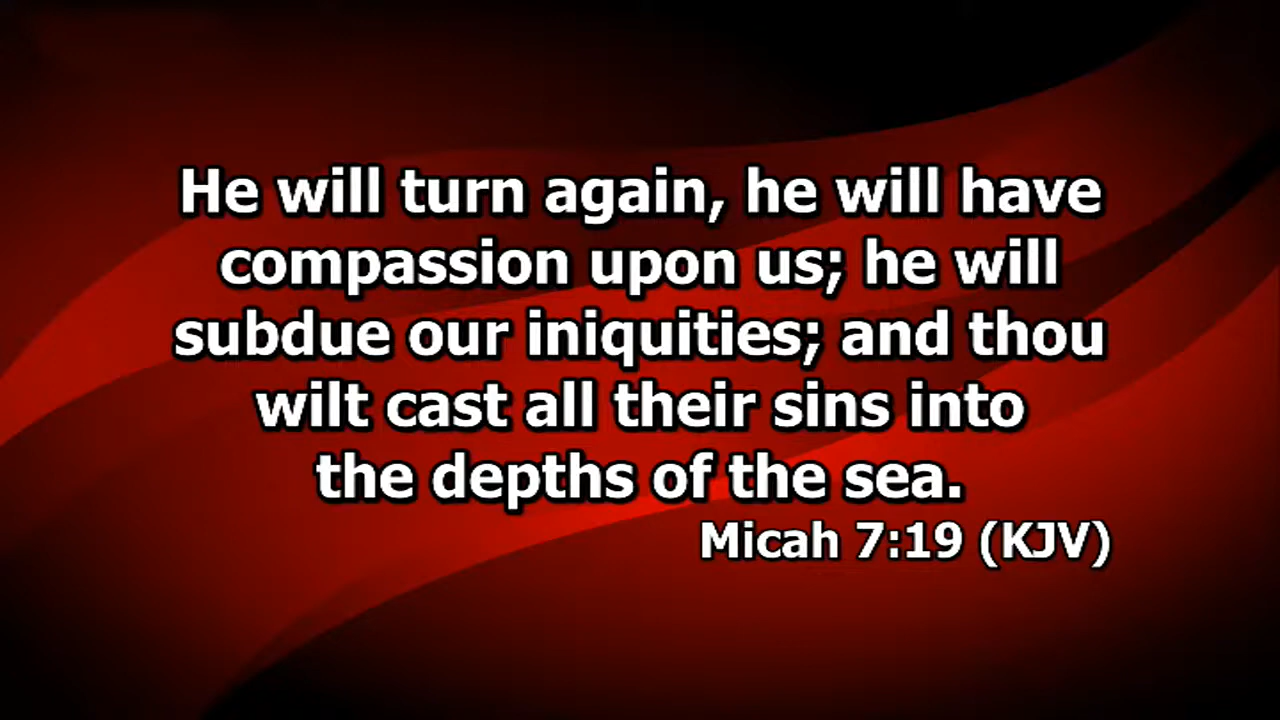 He will turn again, he will have
compassion upon us; he will
subdue our iniquities; and thou
wilt cast all their sins into
the depths of the sea.
Micah 7:19 (KJV)